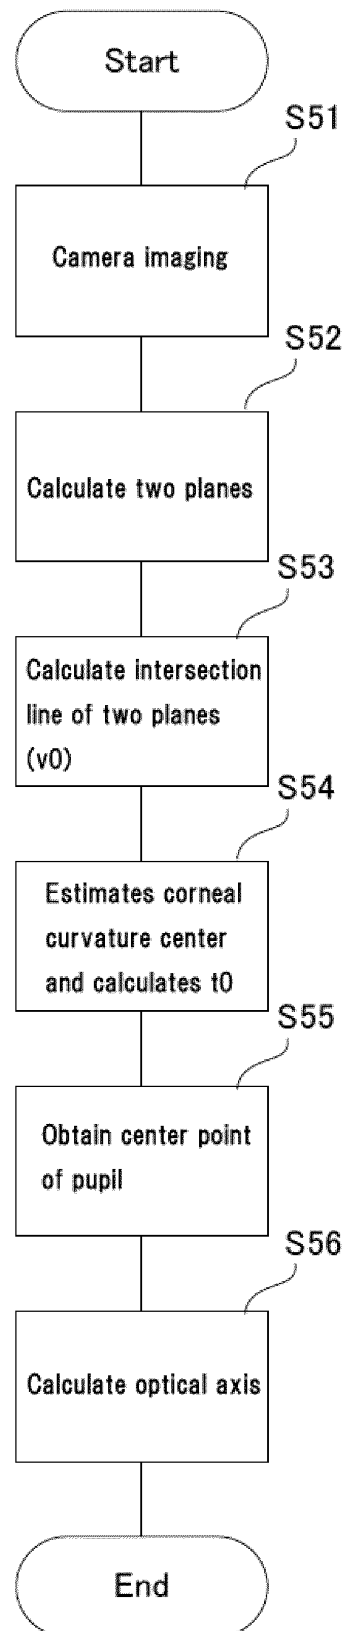 Start
S51
Camera imaging
S52
Calculate two planes
S53
Calculate intersection
line of two planes
(v0)
S54
Estimates corneal
curvature center
and calculates t0
S55
Obtain center point
of pupil
S56
Calculate optical axis
End